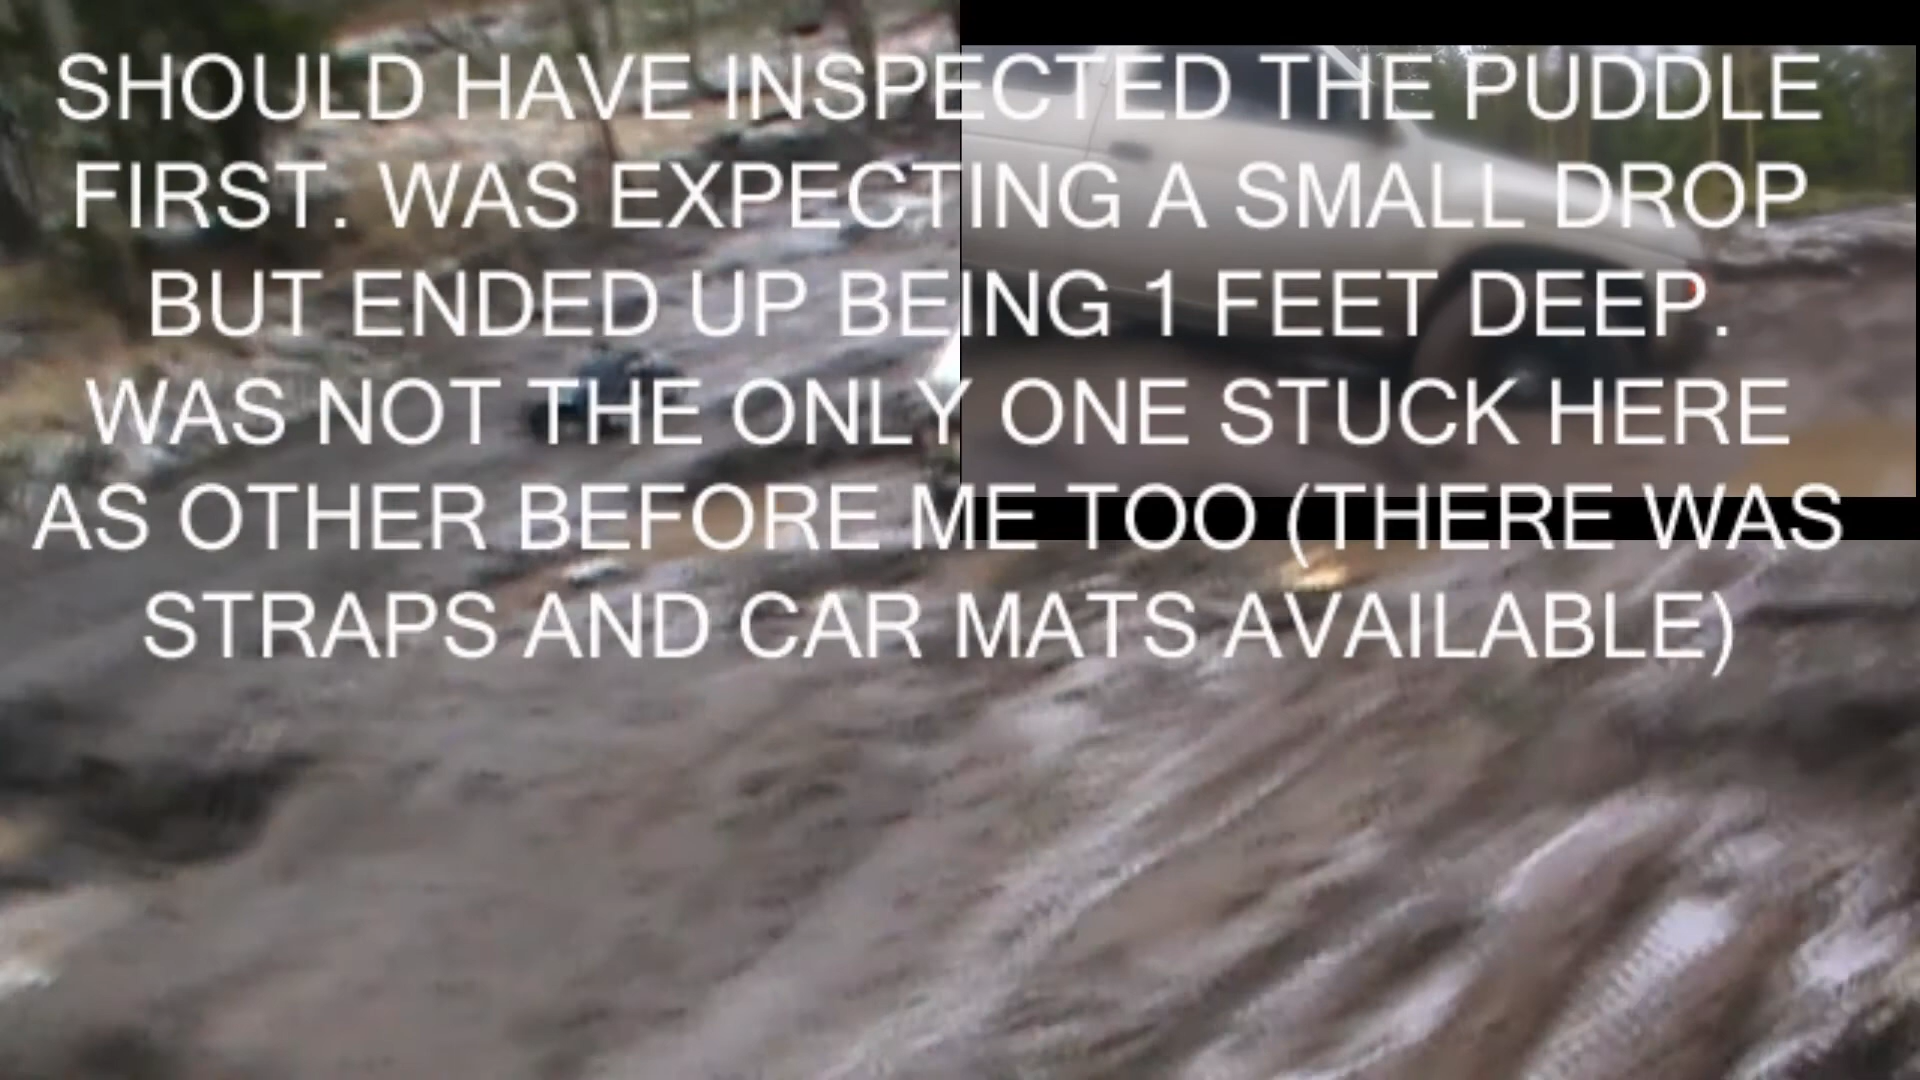 SHOULD HAVE INSPECTED THE PUDDLE
FIRST. WAS EXPECTING A SMALL DROP
BUT ENDED UP BEING 1 FEET DEEP.
WAS NOT THE ONLY ONE STUCK HERE
AS OTHER BEFORE ME TOO (THERE WAS
STRAPS AND CAR MATS AVAILABLE)